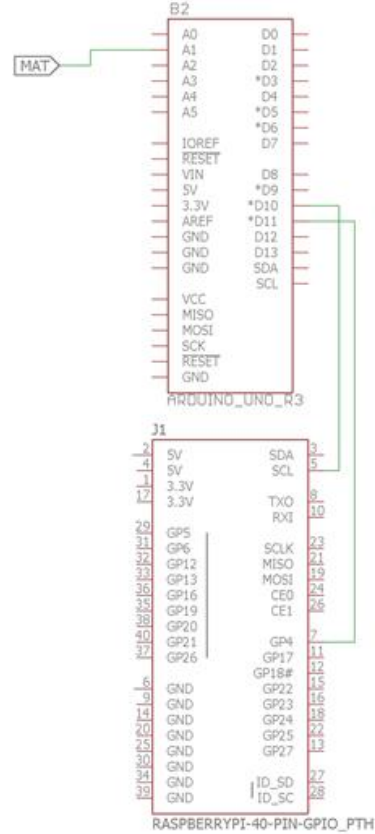 B2
A0 D0
A1 D1
MAT
A2 D2
A3 *D3
A4 D4
A5 *D5
*D6
IOREF D7
RESET
VIN D8
5V *D9
3.3V *D10
AREF *D11
GND D12
GND D13
GND SDA
SCL
VCC
MISO
MOSI
SCK
RESET
GND
ARDUINO_UNO_R3
J1
2 5V SDA 3
4 5V SCL 5
1 3.3V
17 3.3V TXO 8
RXI 10
29 GP5
31 GP6 SCLK 23
32 GP12 MISO 21
33 GP13 MOSI 19
36 GP16 CE0 24
35 GP19 CE1 26
38 GP20
40 GP21 GP4 7
37 GP26 GP17 11
GP18# 12
6 GND GP22 15
9 GND GP23 16
14 GND GP24 18
20 GND GP25 22
25 GND GP27 13
30 GND
34 GND ID_SD 27
39 GND ID_SC 28
RASPBERRYPI-40-PIN-GPIO_PTH